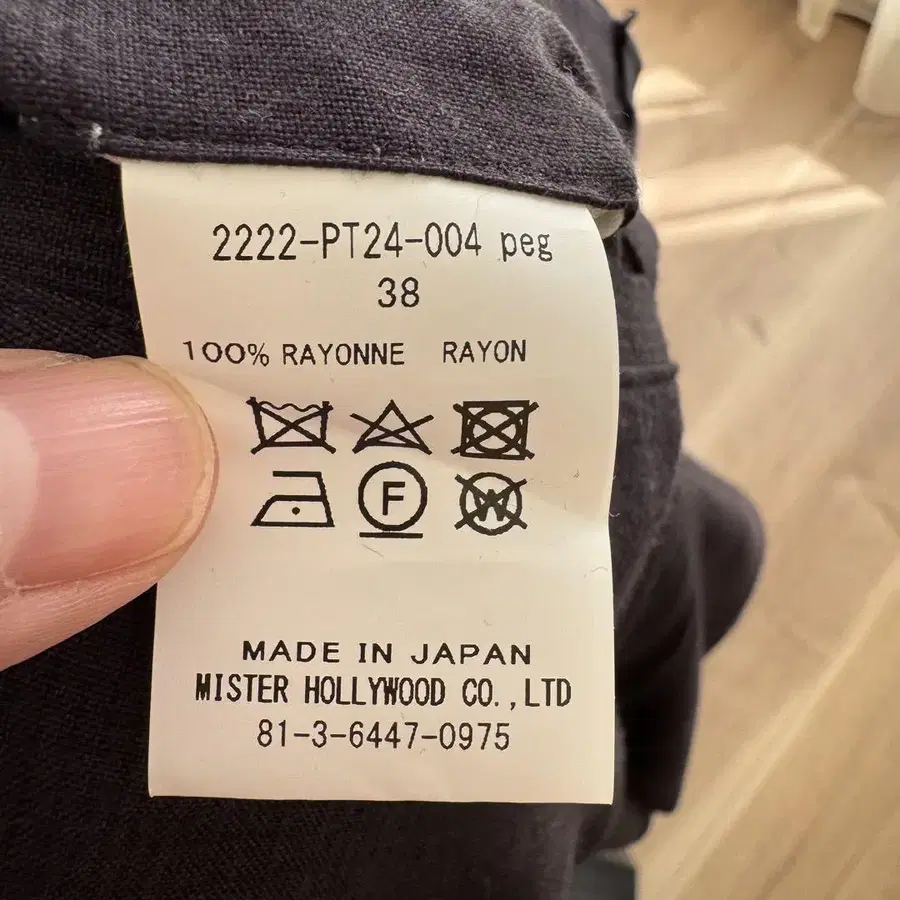 2222-PT24-004 peg
38
100% RAYONNE RAYON
F W
MADE IN JAPAN
MISTER HOLLYWOOD CO.,LTD
81-3-6447-0975